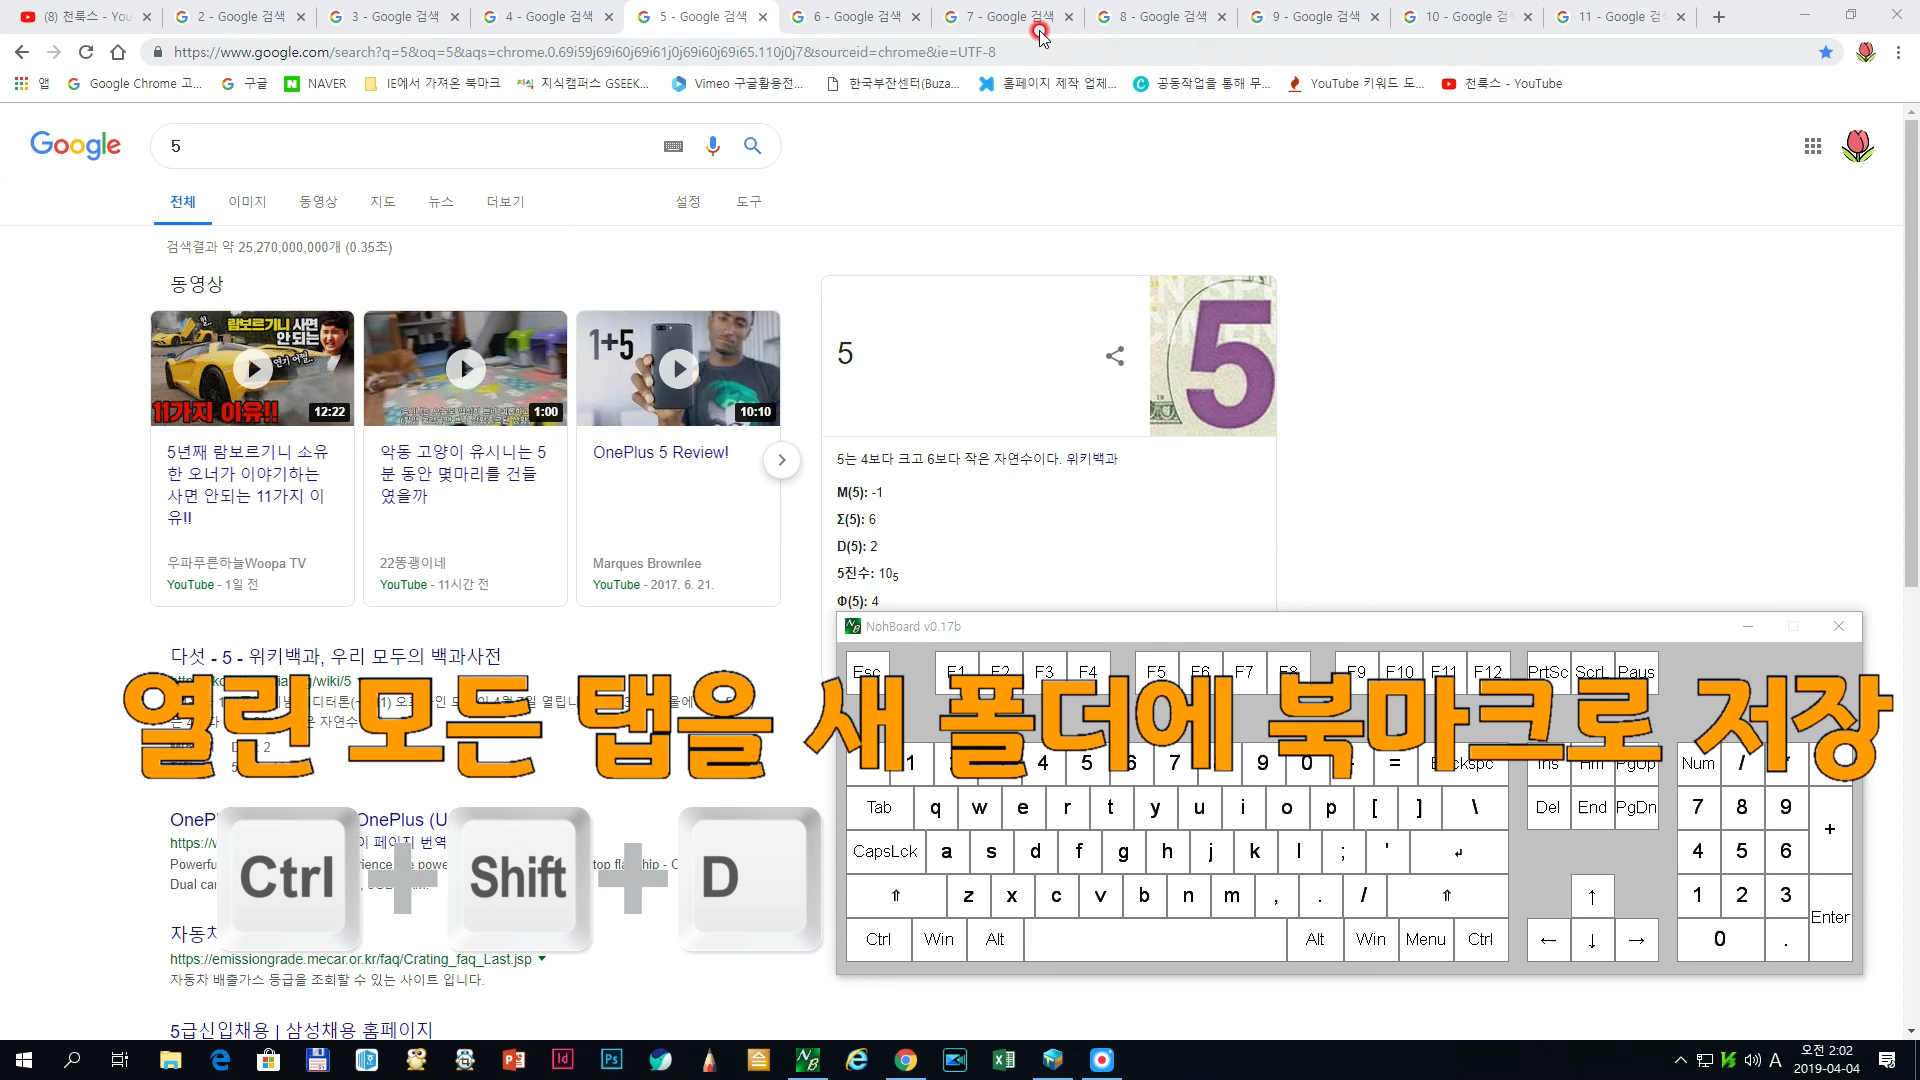 (8) 천룩스 - You
2 - Google 검색
3 - Google 검색
4 - Google 검색
5 - Google 검색
6 - Google 검색
7 - Google 검색
8 - Google 검색
9 - Google 검색
10 - Google 검
11 - Google 검
https://www.google.com/search?q=5&oq=5&aqs=chrome.0.69i59j69i60j69i61j0j69i60j69i65.110j0j7&sourceid=chrome&ie=UTF-8
앱
Google Chrome 고...
구글
NAVER
IE에서 가져온 북마크
지식캠퍼스 GSEEK...
Vimeo 구글활용전...
한국부잔센터(Buza...
홈페이지 제작 업체...
공동작업을 통해 무...
YouTube 키워드 도...
천룩스 - YouTube
Google
5
전체 이미지 동영상 지도 뉴스 더보기 설정 도구
검색결과 약 25,270,000,000개 (0.35초)
동영상
람보르기니 사면
안되는
11가지 이유!!
12:22
1:00
1+5
10:10
5년째 람보르기니 소유
한 오너가 이야기하는
사면 안되는 11가지 이
유!!
우파푸른하늘Woopa TV
YouTube - 1일 전
악동 고양이 유시니는 5
분 동안 몇마리를 건들
였을까
22똥괭이네
YouTube - 11시간 전
OnePlus 5 Review!
Marques Brownlee
YouTube - 2017. 6. 21.
5
5
5는 4보다 크고 6보다 작은 자연수이다. 위키백과
M(5): -1
Σ(5): 6
D(5): 2
5진수: 10₅
Φ(5): 4
다섯 - 5 - 위키백과, 우리 모두의 백과사전
열린 모든 탭을 새 폴더에 북마크로 저장
Ctrl + Shift + D
https://emissiongrade.mecar.or.kr/faq/Crating_faq_Last.jsp
자동차 배출가스 등급을 조회할 수 있는 사이트 입니다.
5급신입채용 | 삼성채용 홈페이지
NohBoard v0.17b
Esc F1 F2 F3 F4 F5 F6 F7 F8 F9 F10 F11 F12 PrtSc ScrL Paus
1 4 5 6 7 9 0 = Num /
Tab q w e r t y u i o p [ ] \ Del End PgDn 7 8 9 +
CapsLck a s d f g h j k l ; ' ↲ 4 5 6
⇧ z x c v b n m , . / ⇧ ↑ 1 2 3 Enter
Ctrl Win Alt Alt Win Menu Ctrl ← ↓ → 0 .
A
오전 2:02
2019-04-04